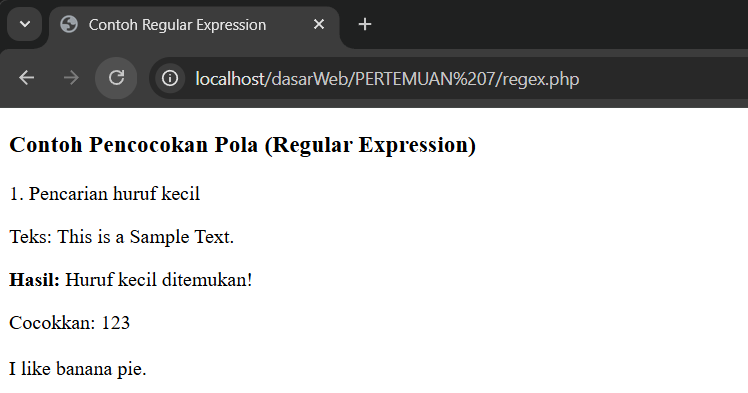 Contoh Regular Expression
localhost/dasarWeb/PERTEMUAN%207/regex.php
Contoh Pencocokan Pola (Regular Expression)
1. Pencarian huruf kecil
Teks: This is a Sample Text.
Hasil: Huruf kecil ditemukan!
Cocokkan: 123
I like banana pie.